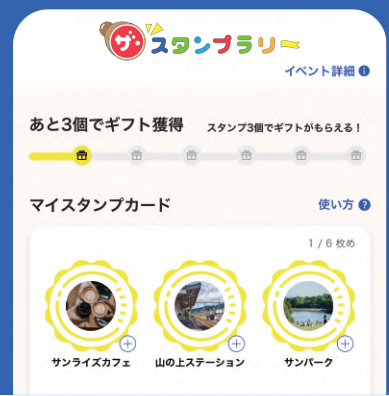 ザ・スタンプラリー
イベント詳細
あと3個でギフト獲得 スタンプ3個でギフトがもらえる！
マイスタンプカード 使い方 ?
1 / 6 枚め
サンライズカフェ 山の上ステーション サンパーク